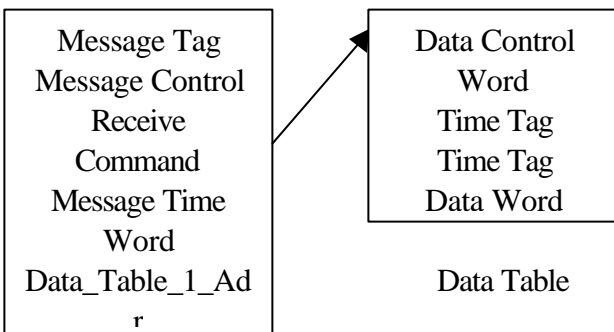 Message Tag
Message Control
Receive
Command
Message Time
Word
Data_Table_1_Ad
r
Data Control
Word
Time Tag
Time Tag
Data Word
Data Table